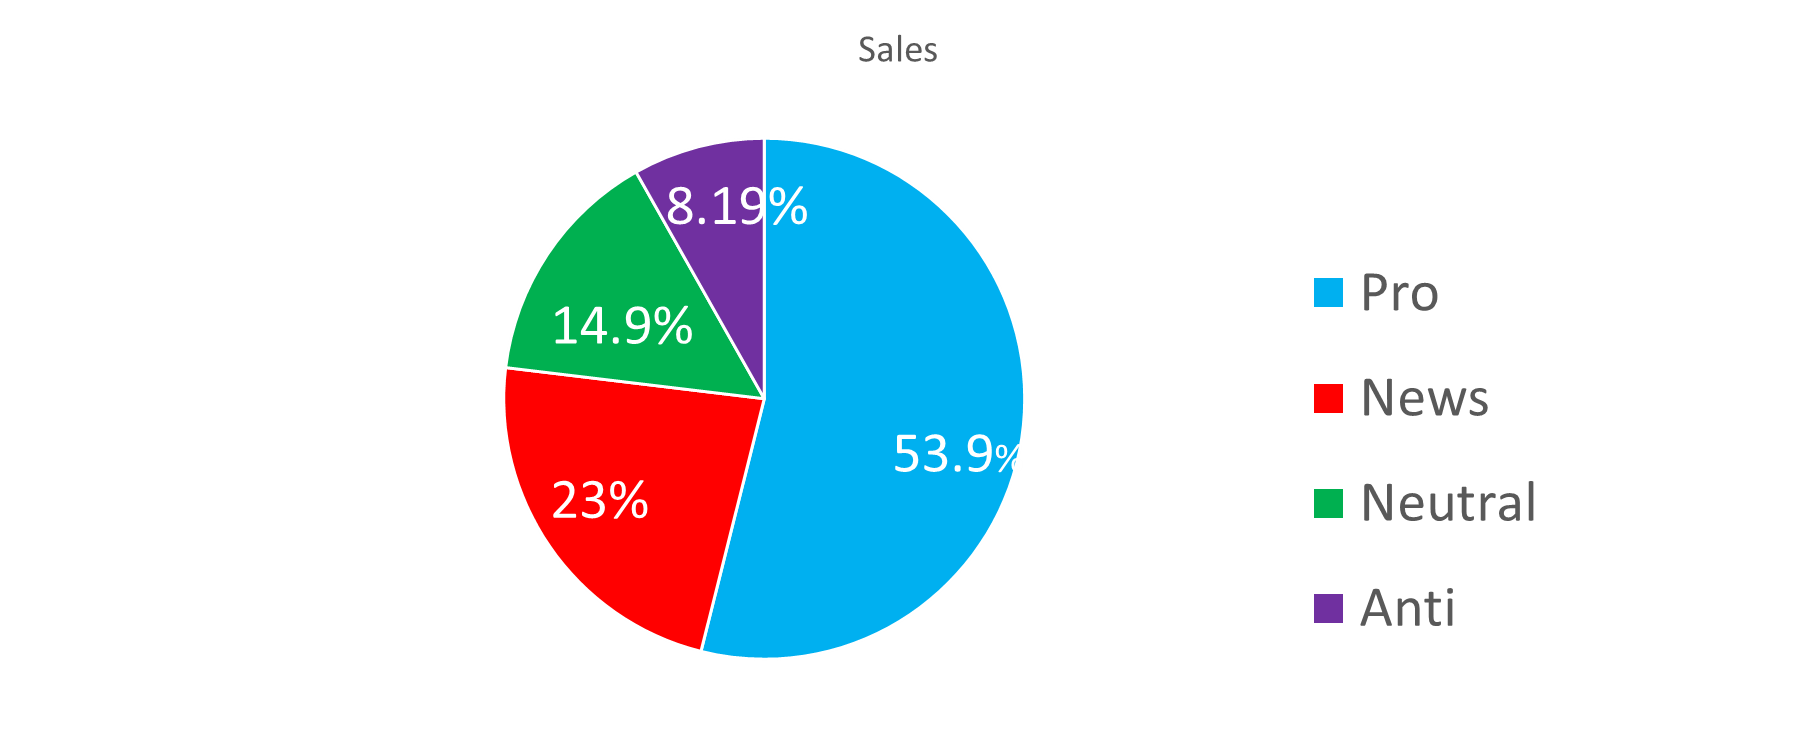 Sales
8.19%
14.9%
53.9%
23%
Pro
News
Neutral
Anti